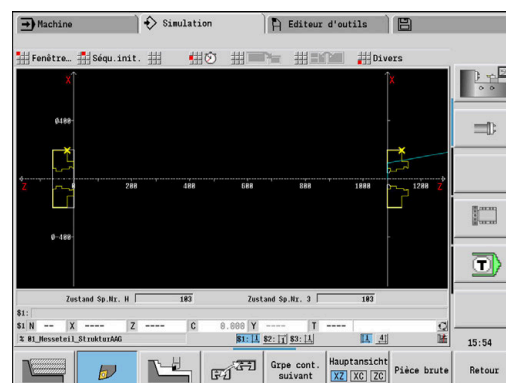 Machine
Simulation
Editeur d'outils
Fenêtre…
Séqu.init.
Divers
X
X
Ø400
Z
0
200
400
600
800
1000
1200
Z
Ø-400
Zustand Sp.Nr. H 103
Zustand Sp.Nr. 3 103
$1:
$1 N -- X ---- Z ---- C 0.000 Y ---- T ----
$1: $2: $3:
15:54
Grpe cont. suivant
Hauptansicht
XZ XC ZC
Pièce brute
Retour